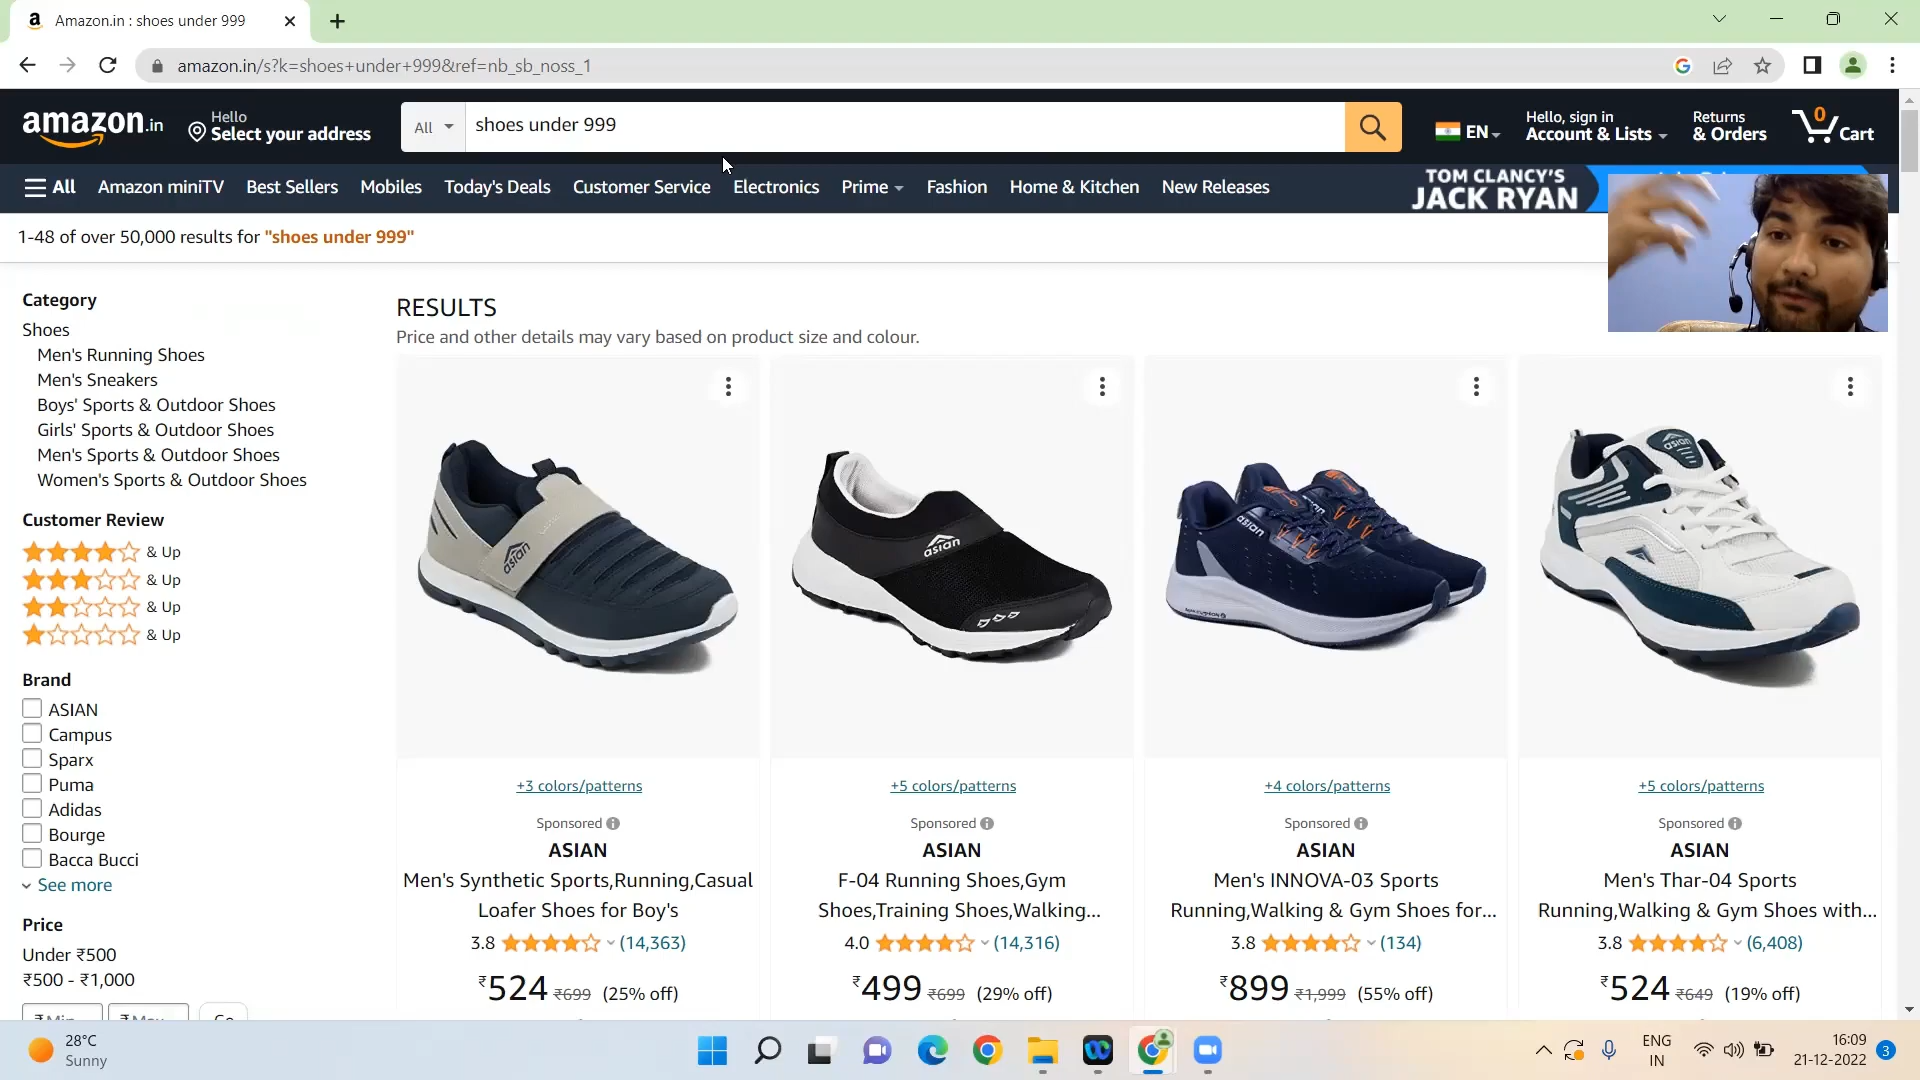 Amazon.in : shoes under 999
amazon.in/s?k=shoes+under+999&ref=nb_sb_noss_1
amazon.in
Hello
Select your address
All
shoes under 999
EN
Hello, sign in
Account & Lists
Returns
& Orders
0
Cart
All
Amazon miniTV
Best Sellers
Mobiles
Today's Deals
Customer Service
Electronics
Prime
Fashion
Home & Kitchen
New Releases
TOM CLANCY'S
JACK RYAN
1-48 of over 50,000 results for "shoes under 999"
Category
Shoes
Men's Running Shoes
Men's Sneakers
Boys' Sports & Outdoor Shoes
Girls' Sports & Outdoor Shoes
Men's Sports & Outdoor Shoes
Women's Sports & Outdoor Shoes
Customer Review
& Up
& Up
& Up
& Up
Brand
ASIAN
Campus
Sparx
Puma
Adidas
Bourge
Bacca Bucci
See more
Price
Under ₹500
₹500 - ₹1,000
₹ Min
₹ Max
Go
RESULTS
Price and other details may vary based on product size and colour.
asian
asian
asian
asian
+3 colors/patterns
Sponsored
ASIAN
Men's Synthetic Sports,Running,Casual
Loafer Shoes for Boy's
3.8 (14,363)
₹524 ₹699 (25% off)
+5 colors/patterns
Sponsored
ASIAN
F-04 Running Shoes,Gym
Shoes,Training Shoes,Walking...
4.0 (14,316)
₹499 ₹699 (29% off)
+4 colors/patterns
Sponsored
ASIAN
Men's INNOVA-03 Sports
Running,Walking & Gym Shoes for...
3.8 (134)
₹899 ₹1,999 (55% off)
+5 colors/patterns
Sponsored
ASIAN
Men's Thar-04 Sports
Running,Walking & Gym Shoes with...
3.8 (6,408)
₹524 ₹649 (19% off)
28°C
Sunny
ENG
IN
16:09
21-12-2022
3